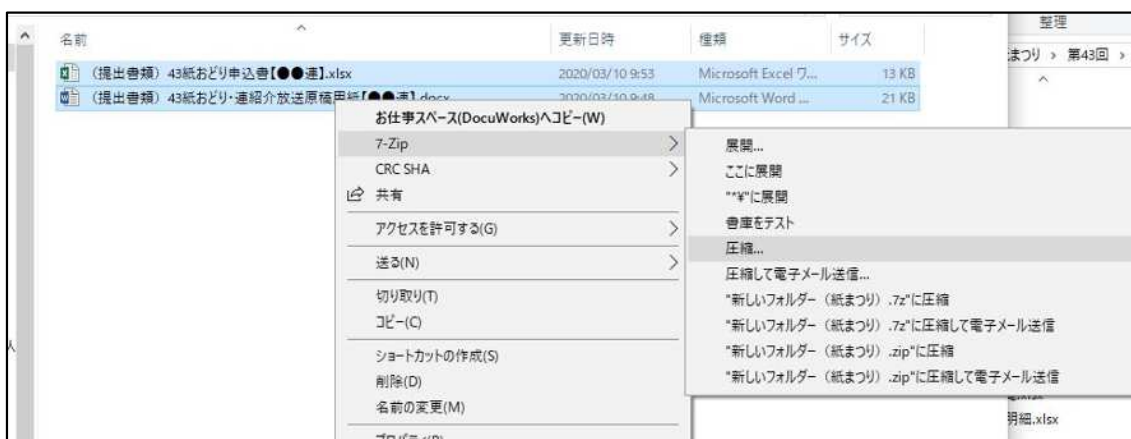 整理
名前 更新日時 種類 サイズ
まつり › 第43回 ›
（提出書類）43紙おどり申込書【●●連】.xlsx 2020/03/10 9:53 Microsoft Excel ワ... 13 KB
（提出書類）43紙おどり・連紹介放送原稿用紙【●●連】.docx 2020/03/10 9:48 Microsoft Word ... 21 KB
お仕事スペース(DocuWorks)へコピー(W)
7-Zip
CRC SHA
共有
アクセスを許可する(G)
送る(N)
切り取り(T)
コピー(C)
ショートカットの作成(S)
削除(D)
名前の変更(M)
プロパティ(R)
展開...
ここに展開
"*¥"に展開
書庫をテスト
圧縮...
圧縮して電子メール送信...
"新しいフォルダー（紙まつり）.7z"に圧縮
"新しいフォルダー（紙まつり）.7z"に圧縮して電子メール送信
"新しいフォルダー（紙まつり）.zip"に圧縮
"新しいフォルダー（紙まつり）.zip"に圧縮して電子メール送信
明細.xlsx
人